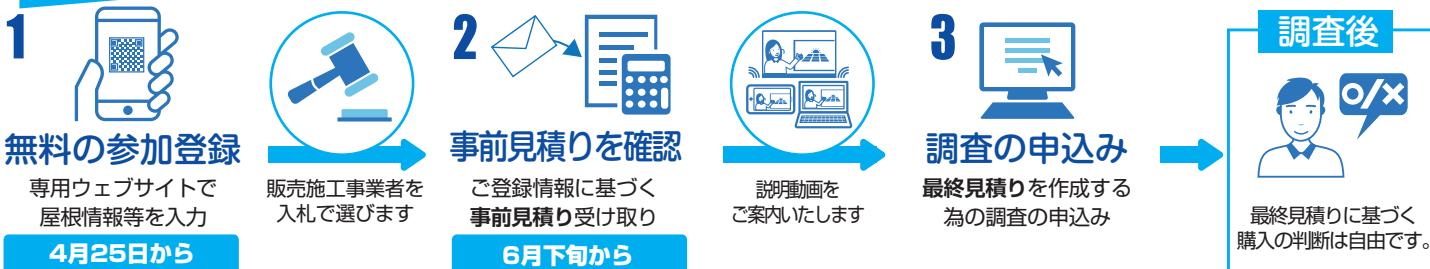 1
無料の参加登録
専用ウェブサイトで
屋根情報等を入力
4月25日から
販売施工事業者を
入札で選びます
2
事前見積りを確認
ご登録情報に基づく
事前見積り受け取り
6月下旬から
説明動画を
ご案内いたします
3
調査の申込み
最終見積りを作成する
為の調査の申込み
調査後
o/×
最終見積りに基づく
購入の判断は自由です。